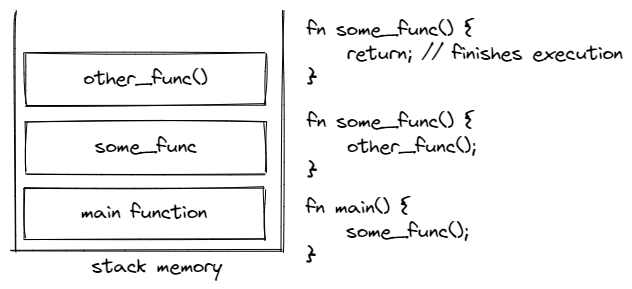 other_func()
some_func
main function
stack memory
fn some_func() {
return; // finishes execution
}
fn some_func() {
other_func();
}
fn main() {
some_func();
}